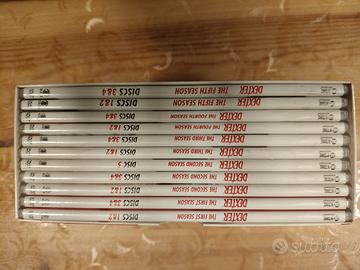 DEXTER THE FIFTH SEASON DISCS 3&4
DEXTER THE FIFTH SEASON DISCS 1&2
DEXTER THE FOURTH SEASON DISCS 3&4
DEXTER THE FOURTH SEASON DISCS 1&2
DEXTER THE THIRD SEASON DISCS 3&4
DEXTER THE THIRD SEASON DISCS 1&2
DEXTER THE SECOND SEASON DISC 5
DEXTER THE SECOND SEASON DISCS 3&4
DEXTER THE SECOND SEASON DISCS 1&2
DEXTER THE FIRST SEASON DISCS 3&4
DEXTER THE FIRST SEASON DISCS 1&2
subito